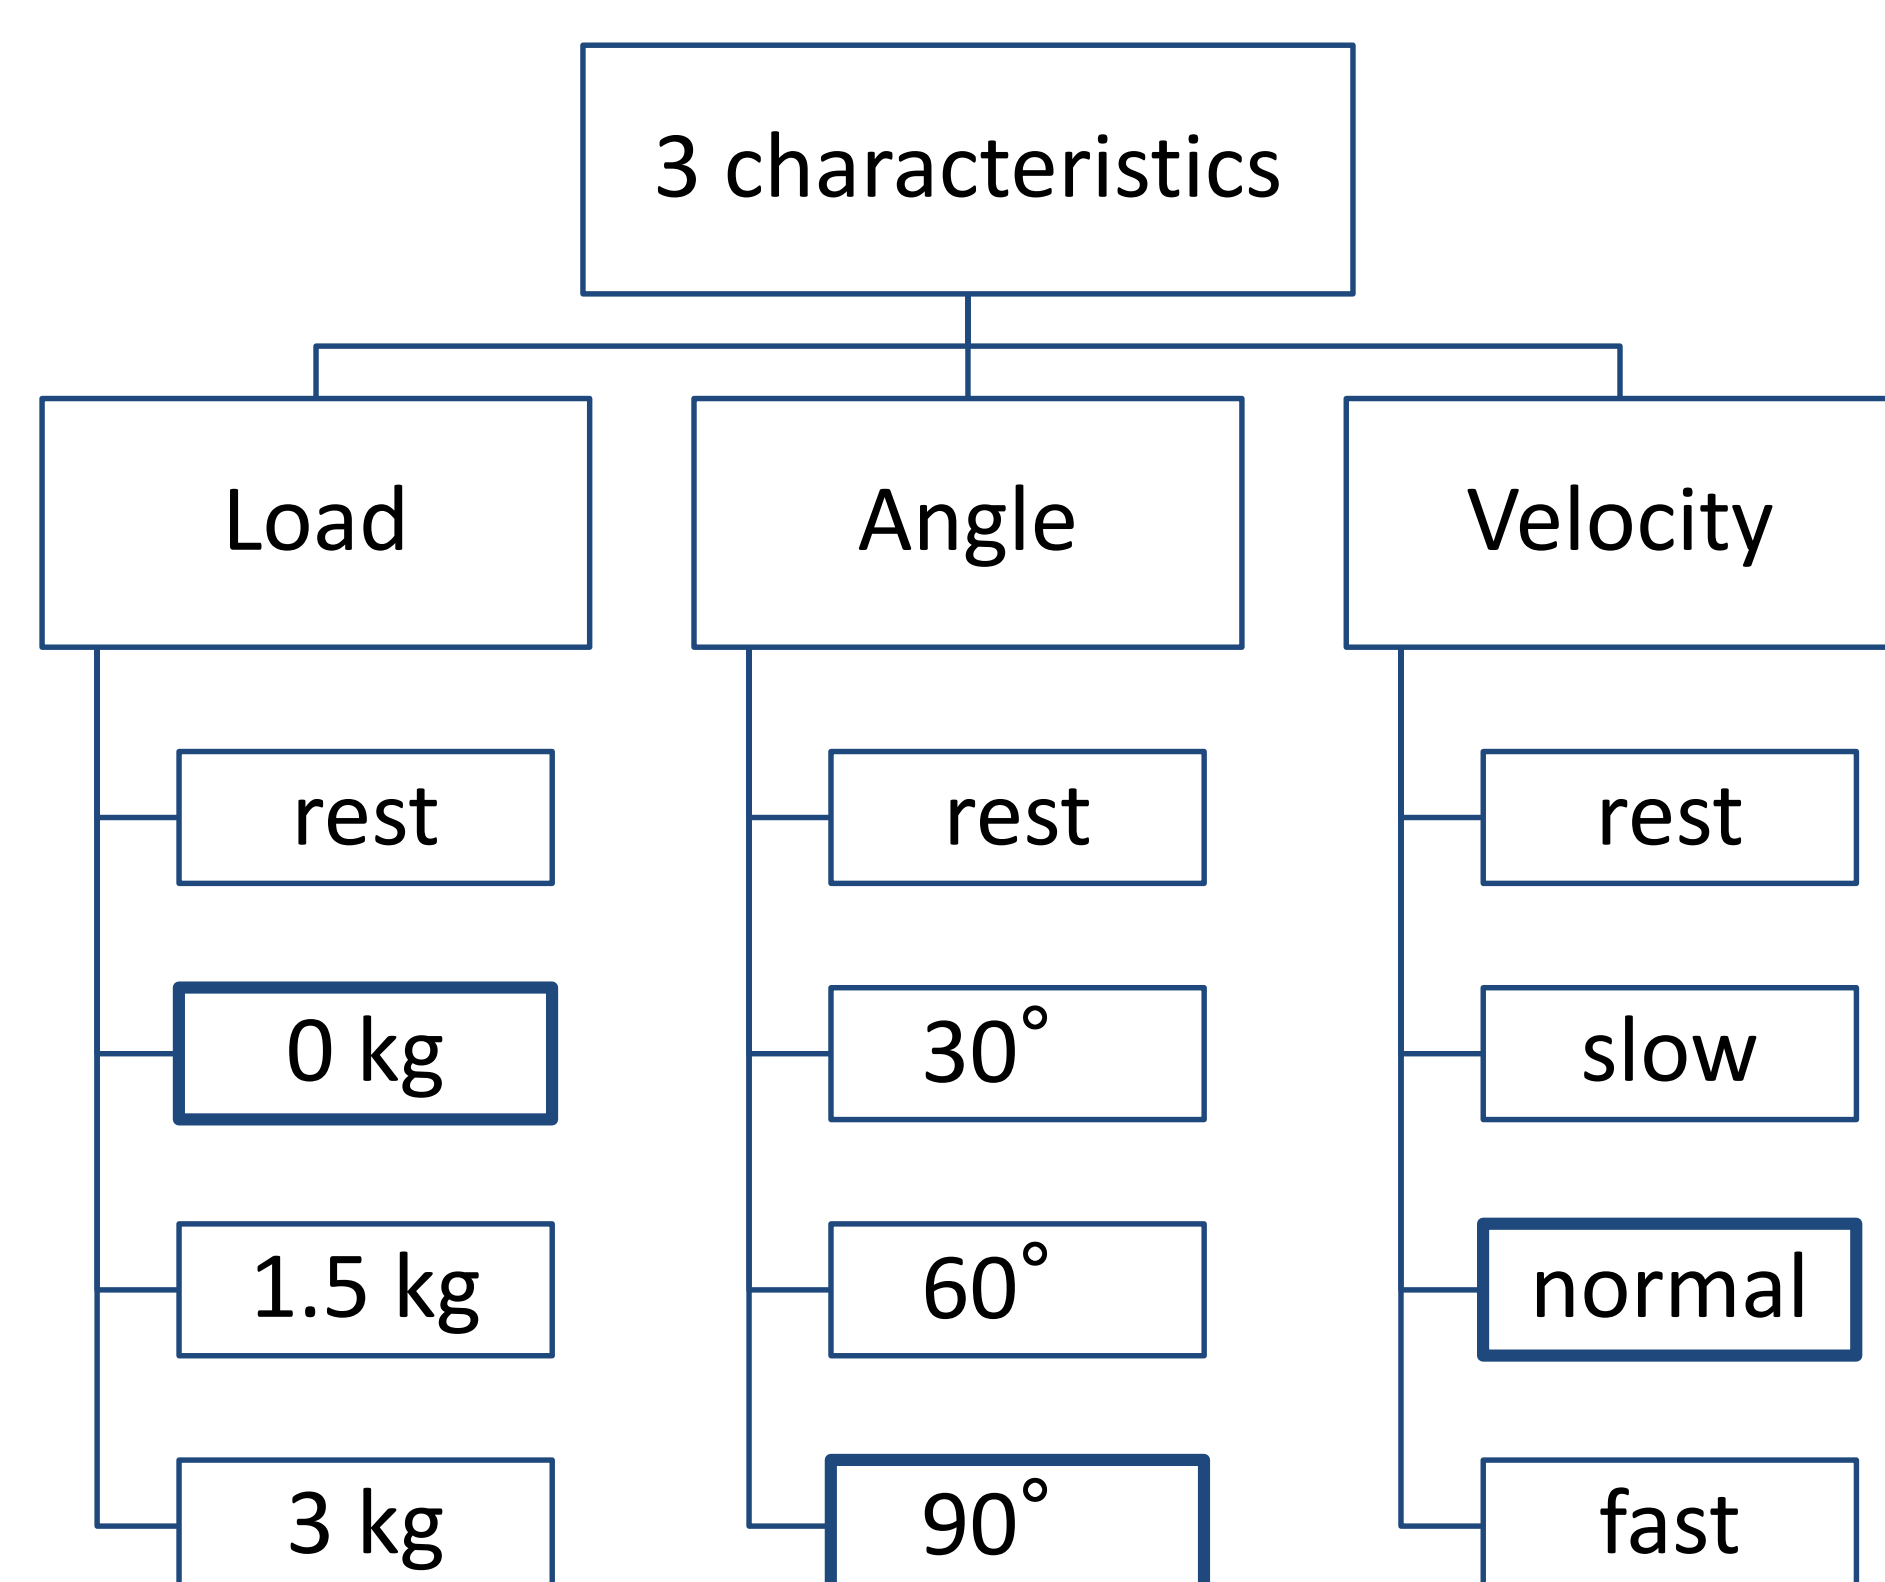 3 characteristics
Load
Angle
Velocity
rest
rest
rest
0 kg
30°
slow
1.5 kg
60°
normal
3 kg
90°
fast